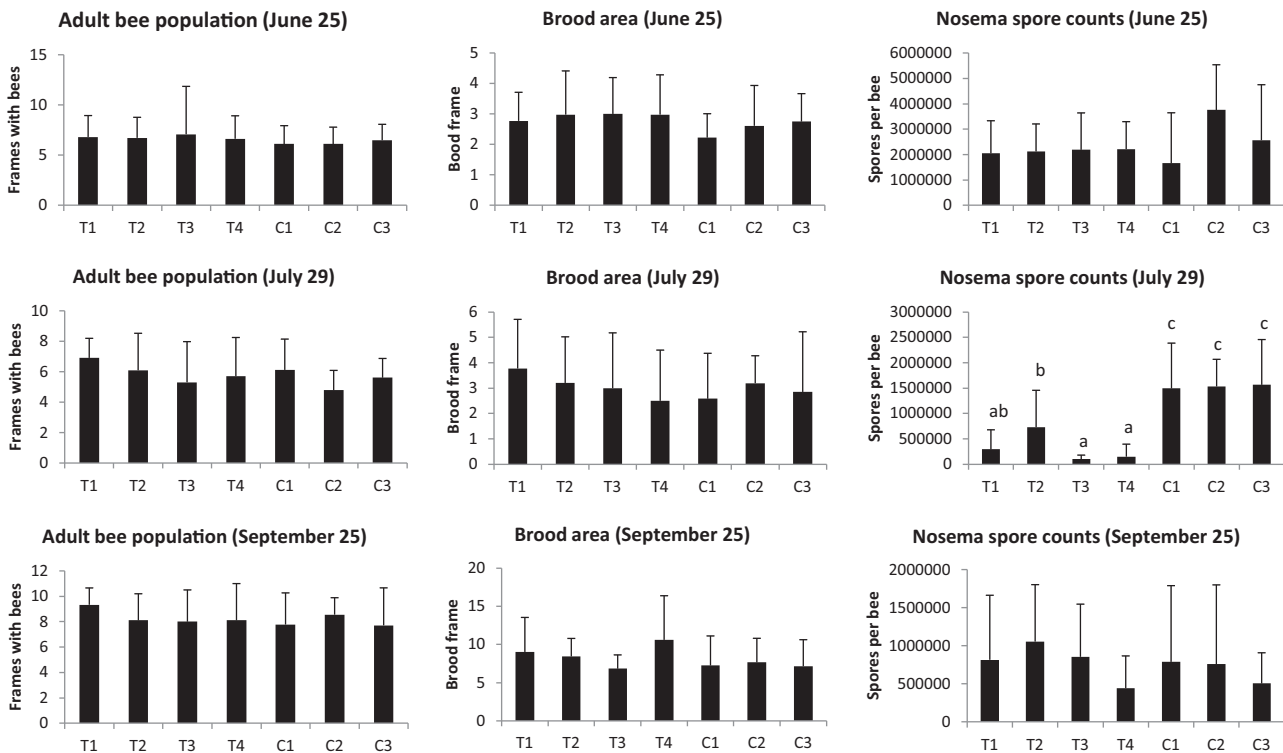 Adult bee population (June 25)
Frames with bees
15
10
5
0
T1 T2 T3 T4 C1 C2 C3
Brood area (June 25)
Bood frame
5
4
3
2
1
0
T1 T2 T3 T4 C1 C2 C3
Nosema spore counts (June 25)
Spores per bee
6000000
5000000
4000000
3000000
2000000
1000000
0
T1 T2 T3 T4 C1 C2 C3
Adult bee population (July 29)
Frames with bees
10
8
6
4
2
0
T1 T2 T3 T4 C1 C2 C3
Brood area (July 29)
Brood frame
6
5
4
3
2
1
0
T1 T2 T3 T4 C1 C2 C3
Nosema spore counts (July 29)
Spores per bee
3000000
2500000
2000000
1500000
1000000
500000
0
ab b a a c c c
T1 T2 T3 T4 C1 C2 C3
Adult bee population (September 25)
Frames with bees
12
10
8
6
4
2
0
T1 T2 T3 T4 C1 C2 C3
Brood area (September 25)
Brood frame
20
15
10
5
0
T1 T2 T3 T4 C1 C2 C3
Nosema spore counts (September 25)
Spores per bee
2000000
1500000
1000000
500000
0
T1 T2 T3 T4 C1 C2 C3